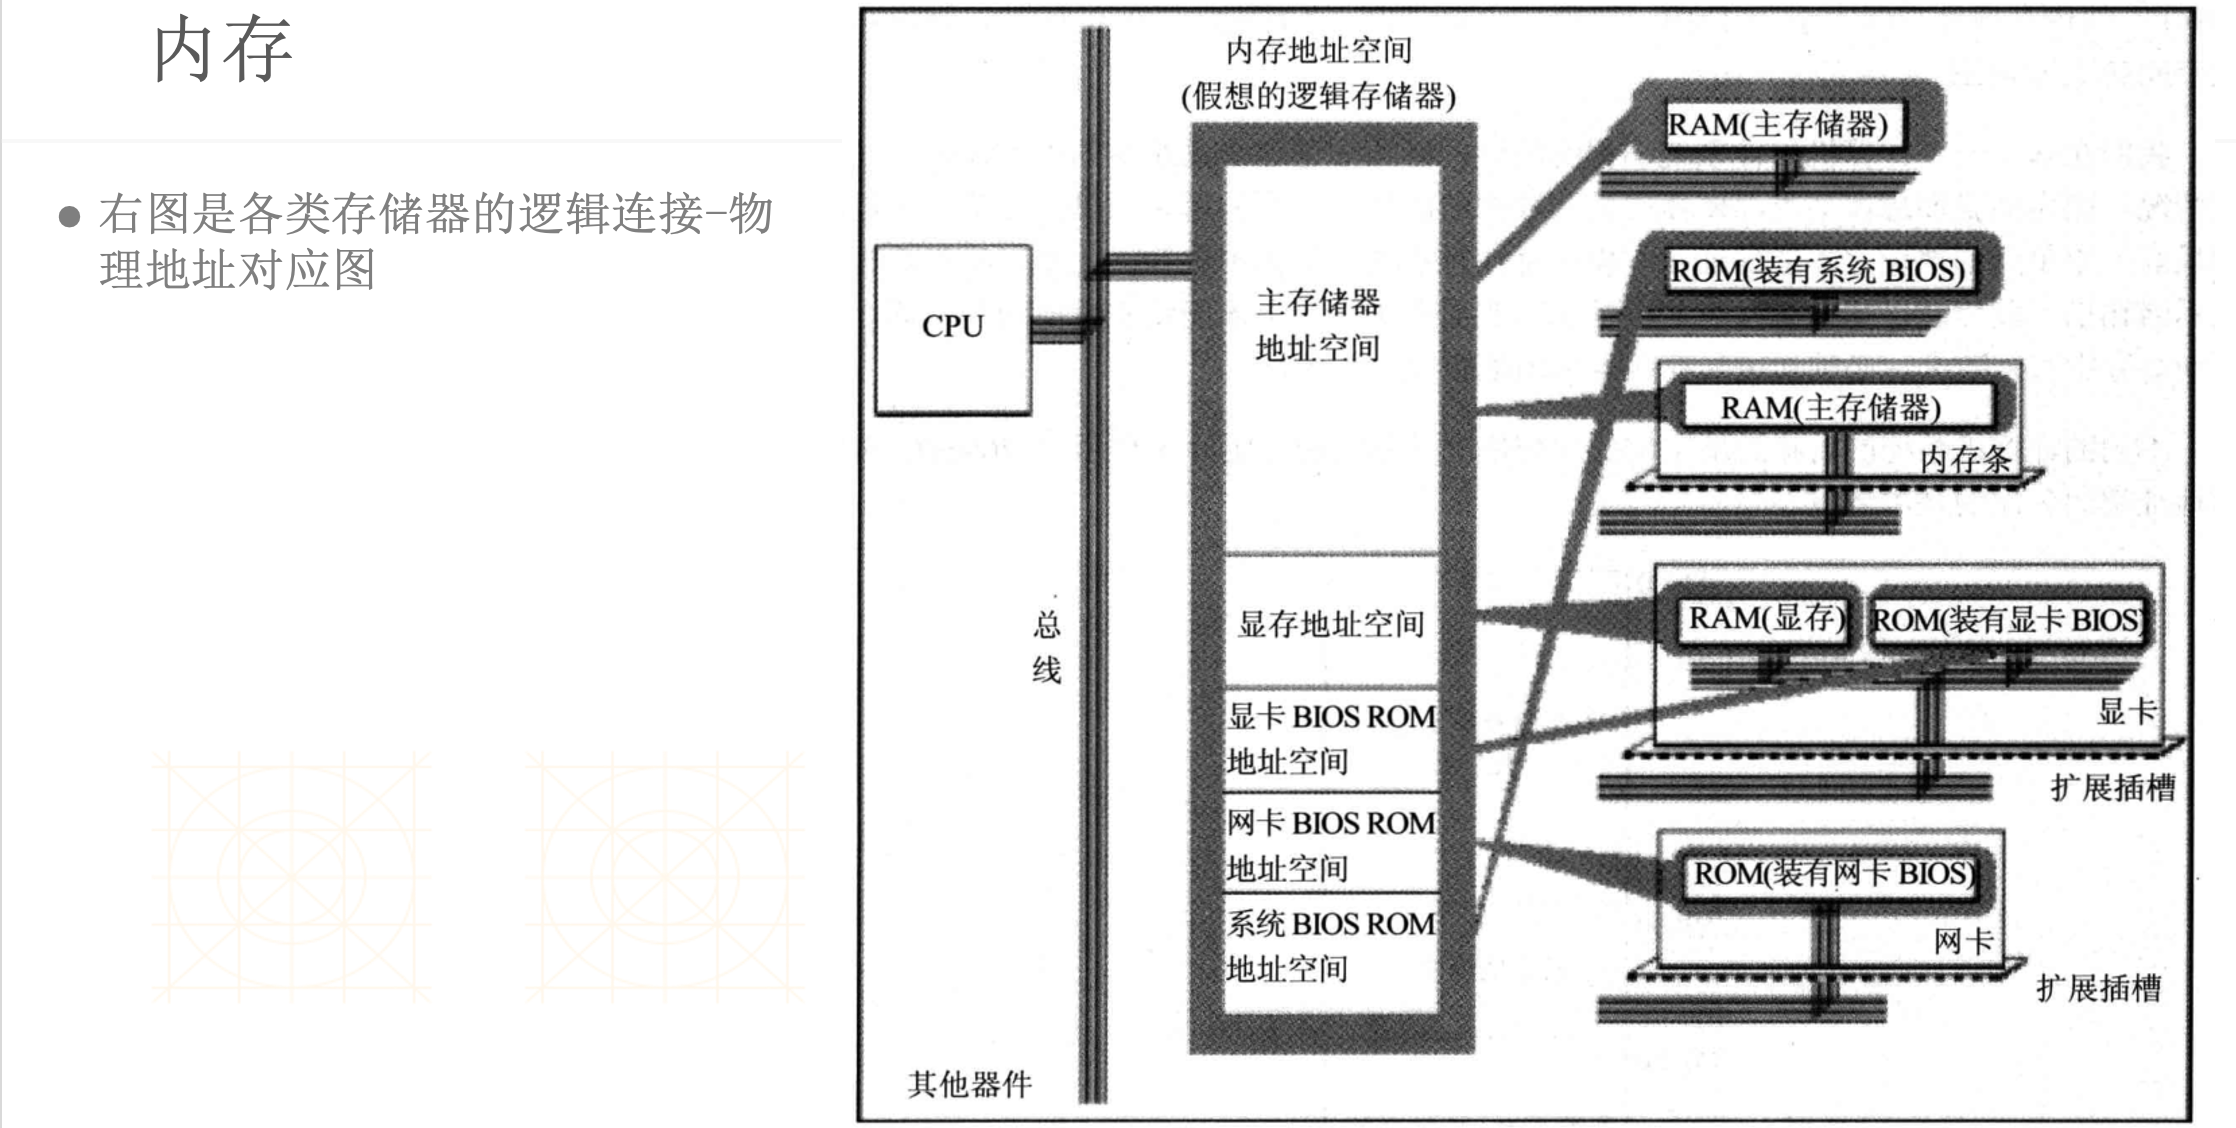 内存
● 右图是各类存储器的逻辑连接-物
理地址对应图
内存地址空间
(假想的逻辑存储器)
CPU
总
线
其他器件
主存储器
地址空间
显存地址空间
显卡 BIOS ROM
地址空间
网卡 BIOS ROM
地址空间
系统 BIOS ROM
地址空间
RAM(主存储器)
ROM(装有系统 BIOS)
RAM(主存储器)
内存条
RAM(显存)
ROM(装有显卡 BIOS)
显卡
扩展插槽
ROM(装有网卡 BIOS)
网卡
扩展插槽